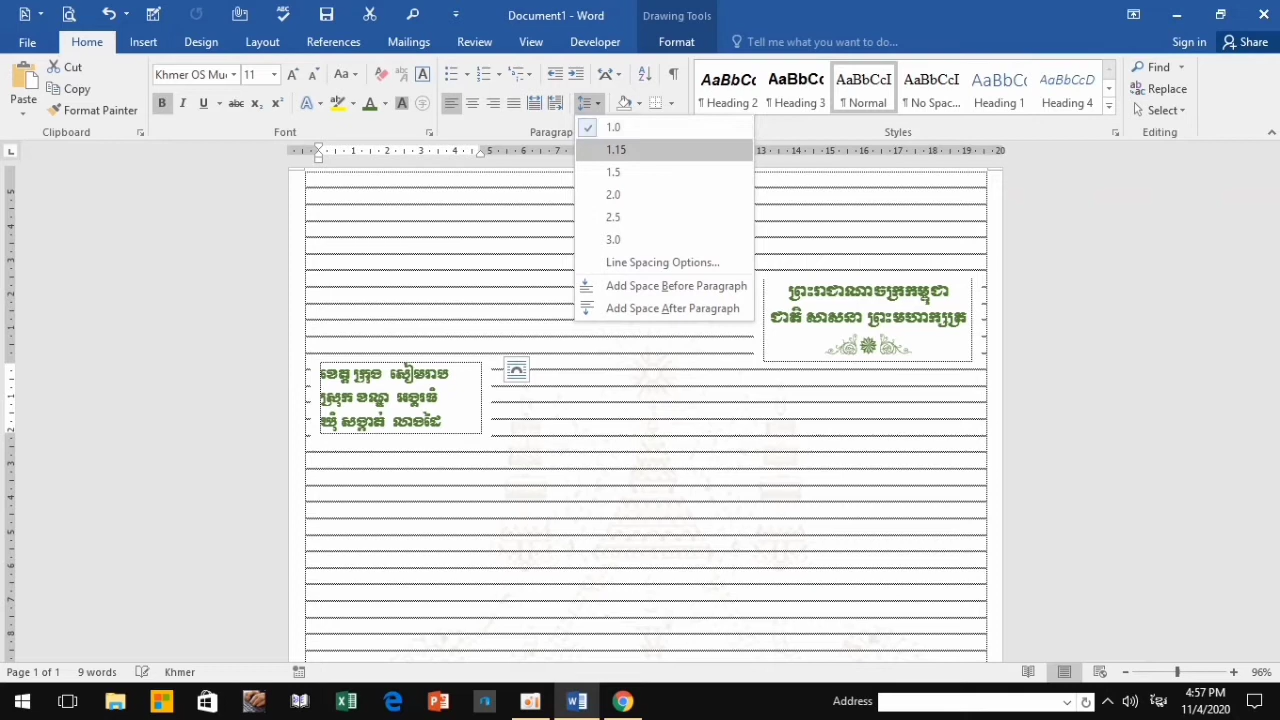 Document1 - Word
Drawing Tools
File
Home
Insert
Design
Layout
References
Mailings
Review
View
Developer
Format
Tell me what you want to do...
Sign in
Share
Paste
Cut
Copy
Format Painter
Clipboard
Khmer OS Mu
11
Font
Paragrap
AaBbCc
¶ Heading 2
AaBbCc
¶ Heading 3
AaBbCcI
¶ Normal
AaBbCcI
¶ No Spac...
AaBbCc
Heading 1
AaBbCcD
¶ Heading 4
Styles
Find
Replace
Select
Editing
1.0
1.15
1.5
2.0
2.5
3.0
Line Spacing Options...
Add Space Before Paragraph
Add Space After Paragraph
ព្រះរាជាណាចក្រកម្ពុជា
ជាតិ សាសនា ព្រះមហាក្សត្រ
ខេត្ត ក្រុង សៀមរាប
ស្រុក ខណ្ឌ អង្គរធំ
ឃុំ សង្កាត់ លាងដៃ
Page 1 of 1
9 words
Khmer
96%
Address
4:57 PM
11/4/2020